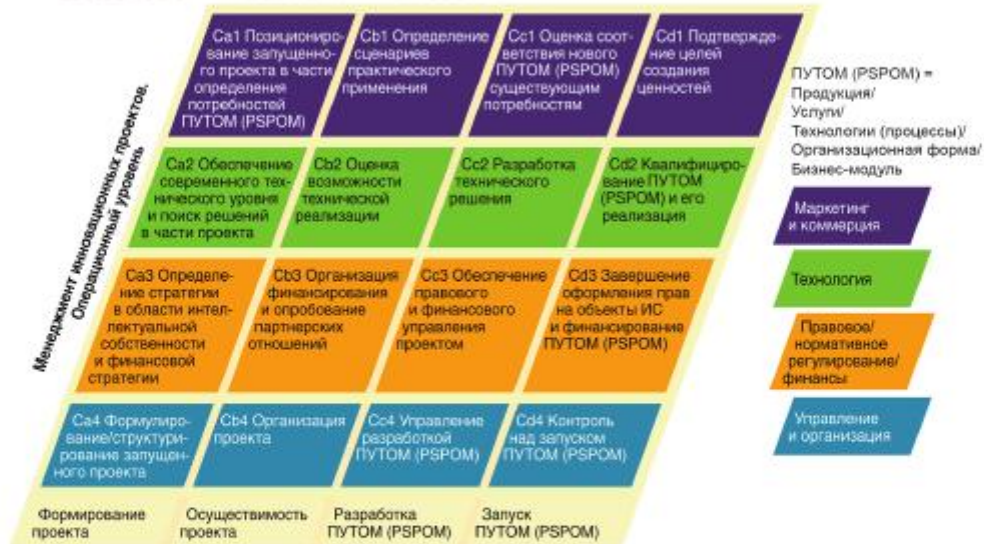 Менеджмент инновационных проектов.
Операционный уровень
Ca1 Позициониро-
вание запущенно-
го проекта в части
определения
потребностей
ПУТОМ (PSPOM)
Cb1 Определение
сценариев
практического
применения
Cc1 Оценка соот-
ветствия нового
ПУТОМ (PSPOM)
существующим
потребностям
Cd1 Подтвержде-
ние целей
создания
ценностей
Ca2 Обеспечение
современного тех-
нического уровня
и поиск решений
в части проекта
Cb2 Оценка
возможности
технической
реализации
Cc2 Разработка
технического
решения
Cd2 Квалифициро-
вание ПУТОМ
(PSPOM) и его
реализация
Ca3 Определе-
ние стратегии
в области интел-
лектуальной
собственности
и финансовой
стратегии
Cb3 Организация
финансирования
и опробование
партнерских
отношений
Cc3 Обеспечение
правового
и финансового
управления
проектом
Cd3 Завершение
оформления прав
на объекты ИС
и финансирование
ПУТОМ (PSPOM)
Ca4 Формулиро-
вание/структури-
рование запущен-
ного проекта
Cb4 Организация
проекта
Cc4 Управление
разработкой
ПУТОМ (PSPOM)
Cd4 Контроль
над запуском
ПУТОМ (PSPOM)
Формирование
проекта
Осуществимость
проекта
Разработка
ПУТОМ (PSPOM)
Запуск
ПУТОМ (PSPOM)
ПУТОМ (PSPOM) =
Продукция/
Услуги/
Технологии (процессы)/
Организационная форма/
Бизнес-модуль
Маркетинг
и коммерция
Технология
Правовое/
нормативное
регулирование/
финансы
Управление
и организация